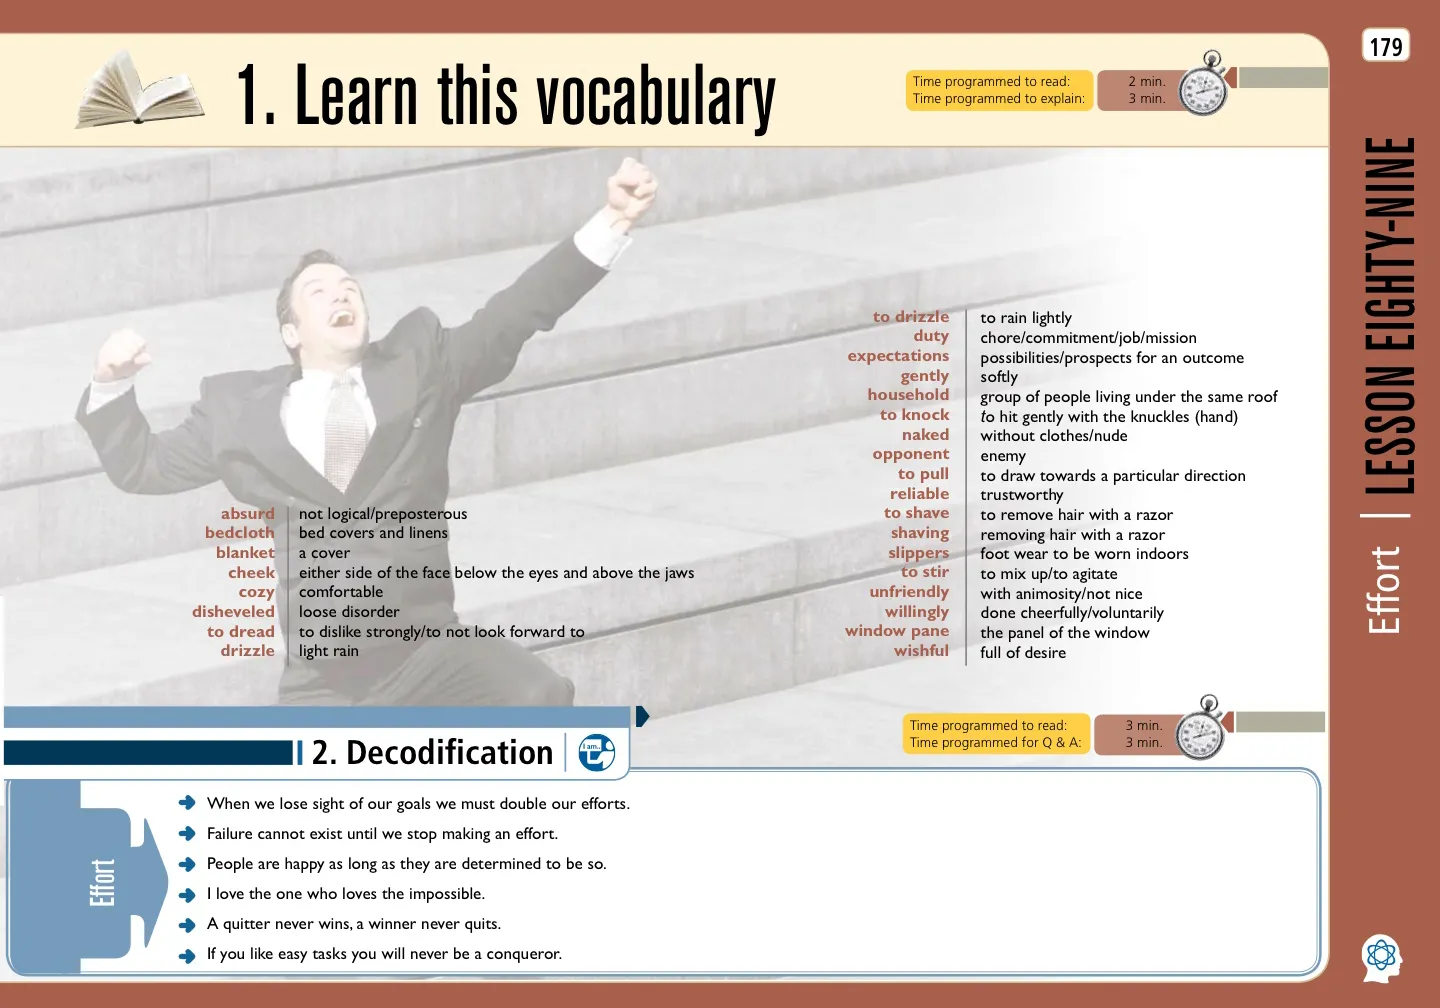 179
1. Learn this vocabulary
Time programmed to read: 2 min.
Time programmed to explain: 3 min.
LESSON EIGHTY-NINE
Effort
absurd not logical/preposterous
bedcloth bed covers and linens
blanket a cover
cheek either side of the face below the eyes and above the jaws
cozy comfortable
disheveled loose disorder
to dread to dislike strongly/to not look forward to
drizzle light rain
to drizzle to rain lightly
duty chore/commitment/job/mission
expectations possibilities/prospects for an outcome
gently softly
household group of people living under the same roof
to knock to hit gently with the knuckles (hand)
naked without clothes/nude
opponent enemy
to pull to draw towards a particular direction
reliable trustworthy
to shave to remove hair with a razor
shaving removing hair with a razor
slippers foot wear to be worn indoors
to stir to mix up/to agitate
unfriendly with animosity/not nice
willingly done cheerfully/voluntarily
window pane the panel of the window
wishful full of desire
2. Decodification
I am..
Time programmed to read: 3 min.
Time programmed for Q & A: 3 min.
Effort
When we lose sight of our goals we must double our efforts.
Failure cannot exist until we stop making an effort.
People are happy as long as they are determined to be so.
I love the one who loves the impossible.
A quitter never wins, a winner never quits.
If you like easy tasks you will never be a conqueror.